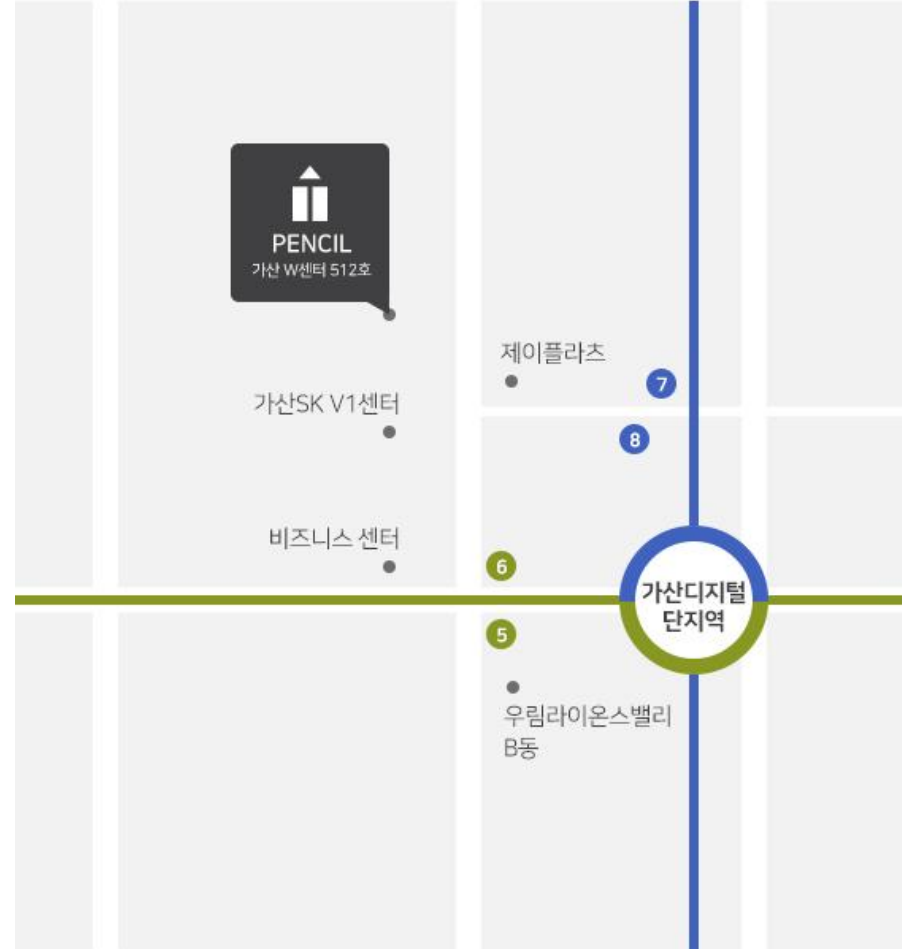 PENCIL
가산 W센터 512호
제이플라츠
7
가산SK V1센터
8
비즈니스 센터
6
가산디지털
단지역
5
우림라이온스밸리
B동